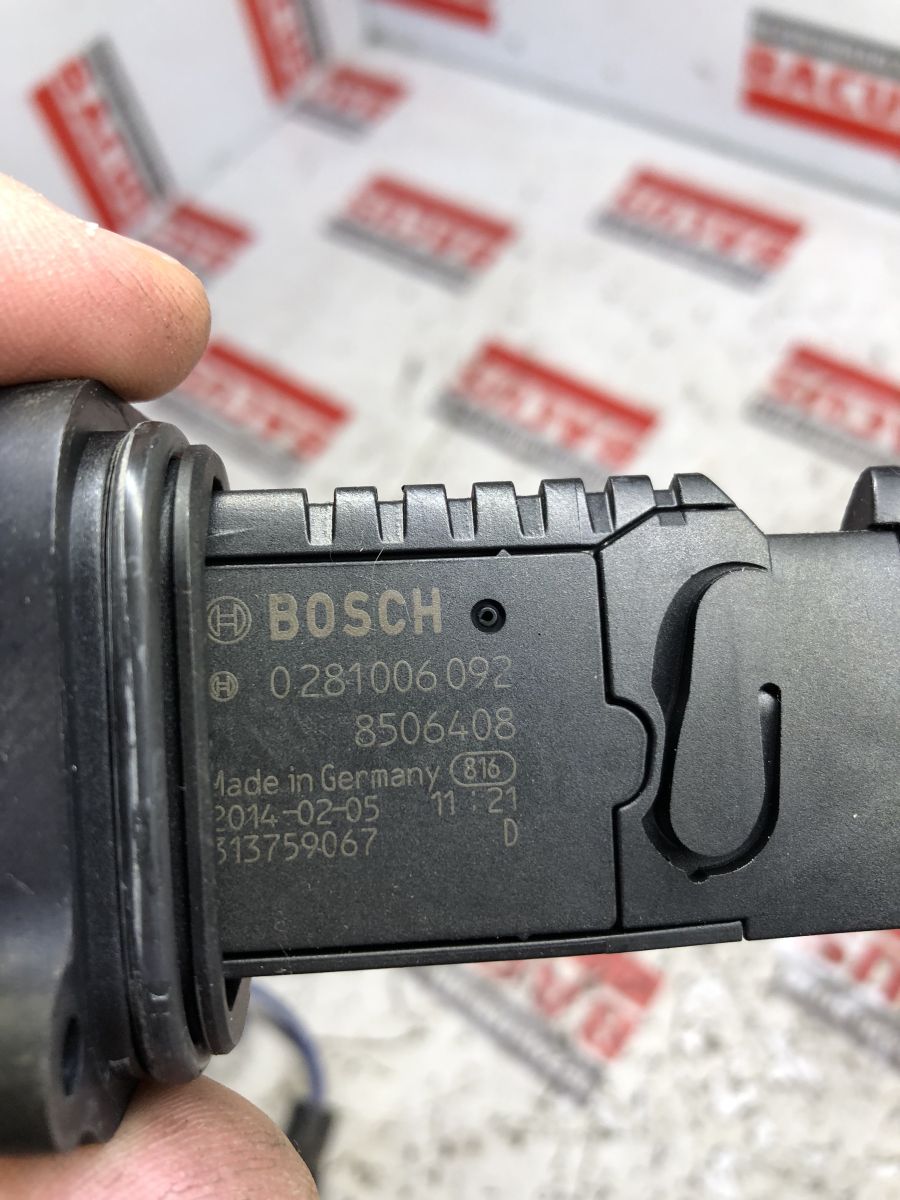 BOSCH
0 281 006 092
8506408
Made in Germany 816
2014-02-05 11:21
313759067 D